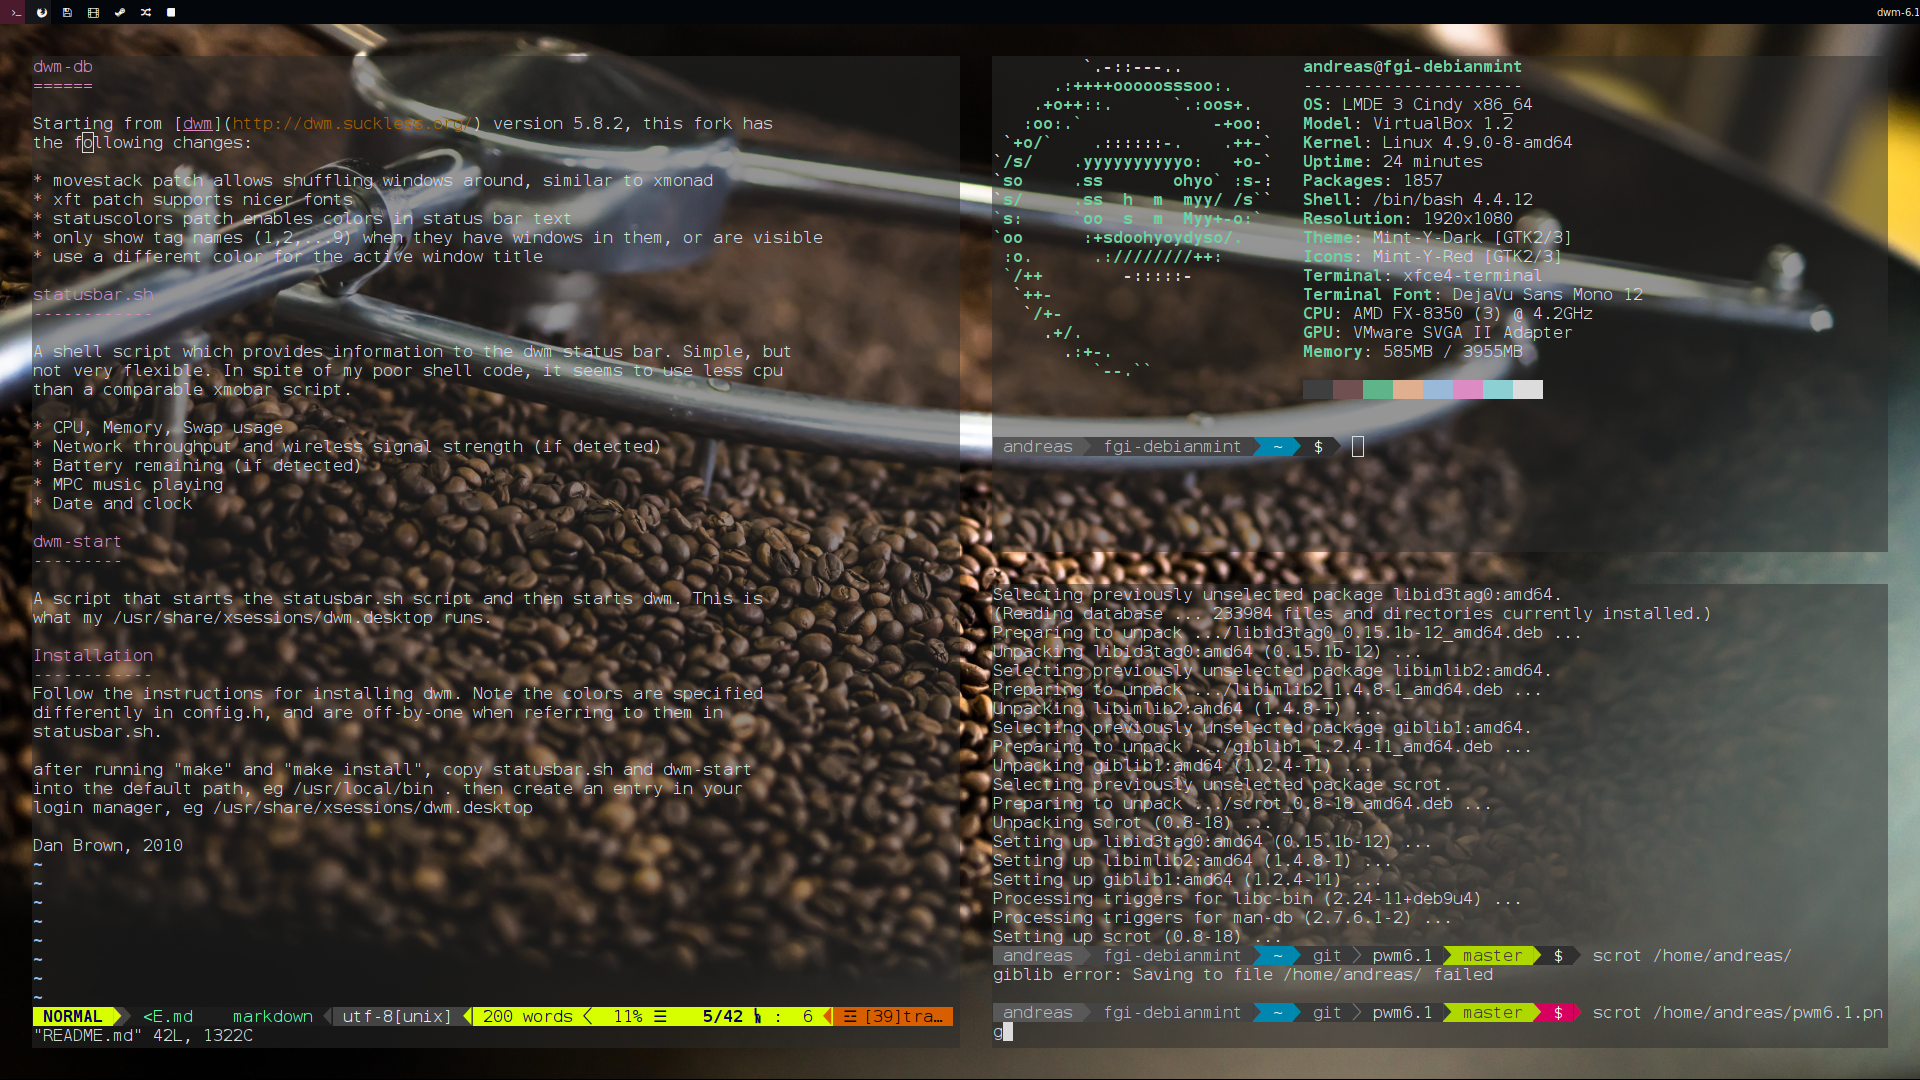 dwm-6.1
dwm-db
======
Starting from [dwm](http://dwm.suckless.org/) version 5.8.2, this fork has
the following changes:
* movestack patch allows shuffling windows around, similar to xmonad
* xft patch supports nicer fonts
* statuscolors patch enables colors in status bar text
* only show tag names (1,2,...9) when they have windows in them, or are visible
* use a different color for the active window title
statusbar.sh
------------
A shell script which provides information to the dwm status bar. Simple, but
not very flexible. In spite of my poor shell code, it seems to use less cpu
than a comparable xmobar script.
* CPU, Memory, Swap usage
* Network throughput and wireless signal strength (if detected)
* Battery remaining (if detected)
* MPC music playing
* Date and clock
dwm-start
---------
A script that starts the statusbar.sh script and then starts dwm. This is
what my /usr/share/xsessions/dwm.desktop runs.
Installation
------------
Follow the instructions for installing dwm. Note the colors are specified
differently in config.h, and are off-by-one when referring to them in
statusbar.sh.
after running "make" and "make install", copy statusbar.sh and dwm-start
into the default path, eg /usr/local/bin . then create an entry in your
login manager, eg /usr/share/xsessions/dwm.desktop
Dan Brown, 2010
~
~
~
~
~
~
~
~
NORMAL <E.md markdown utf-8[unix] 200 words 11% ☰ 5/42 : 6 ☲ [39]tra…
"README.md" 42L, 1322C
andreas@fgi-debianmint
----------------------
OS: LMDE 3 Cindy x86_64
Model: VirtualBox 1.2
Kernel: Linux 4.9.0-8-amd64
Uptime: 24 minutes
Packages: 1857
Shell: /bin/bash 4.4.12
Resolution: 1920x1080
Theme: Mint-Y-Dark [GTK2/3]
Icons: Mint-Y-Red [GTK2/3]
Terminal: xfce4-terminal
Terminal Font: DejaVu Sans Mono 12
CPU: AMD FX-8350 (3) @ 4.2GHz
GPU: VMware SVGA II Adapter
Memory: 585MB / 3955MB
andreas fgi-debianmint ~ $
Selecting previously unselected package libid3tag0:amd64.
(Reading database ... 233984 files and directories currently installed.)
Preparing to unpack .../libid3tag0_0.15.1b-12_amd64.deb ...
Unpacking libid3tag0:amd64 (0.15.1b-12) ...
Selecting previously unselected package libimlib2:amd64.
Preparing to unpack .../libimlib2_1.4.8-1_amd64.deb ...
Unpacking libimlib2:amd64 (1.4.8-1) ...
Selecting previously unselected package giblib1:amd64.
Preparing to unpack .../giblib1_1.2.4-11_amd64.deb ...
Unpacking giblib1:amd64 (1.2.4-11) ...
Selecting previously unselected package scrot.
Preparing to unpack .../scrot_0.8-18_amd64.deb ...
Unpacking scrot (0.8-18) ...
Setting up libid3tag0:amd64 (0.15.1b-12) ...
Setting up libimlib2:amd64 (1.4.8-1) ...
Setting up giblib1:amd64 (1.2.4-11) ...
Processing triggers for libc-bin (2.24-11+deb9u4) ...
Processing triggers for man-db (2.7.6.1-2) ...
Setting up scrot (0.8-18) ...
andreas fgi-debianmint ~ git pwm6.1 master $ scrot /home/andreas/
giblib error: Saving to file /home/andreas/ failed
andreas fgi-debianmint ~ git pwm6.1 master $ scrot /home/andreas/pwm6.1.pn
g